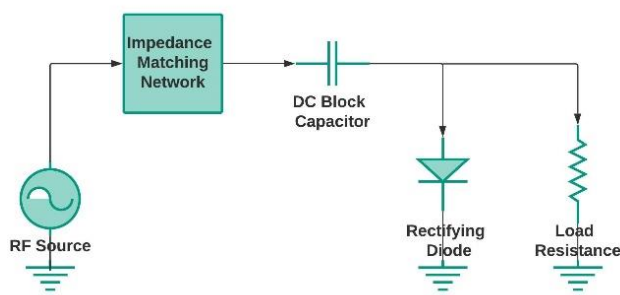 Impedance
Matching
Network
DC Block
Capacitor
RF Source
Rectifying
Diode
Load
Resistance